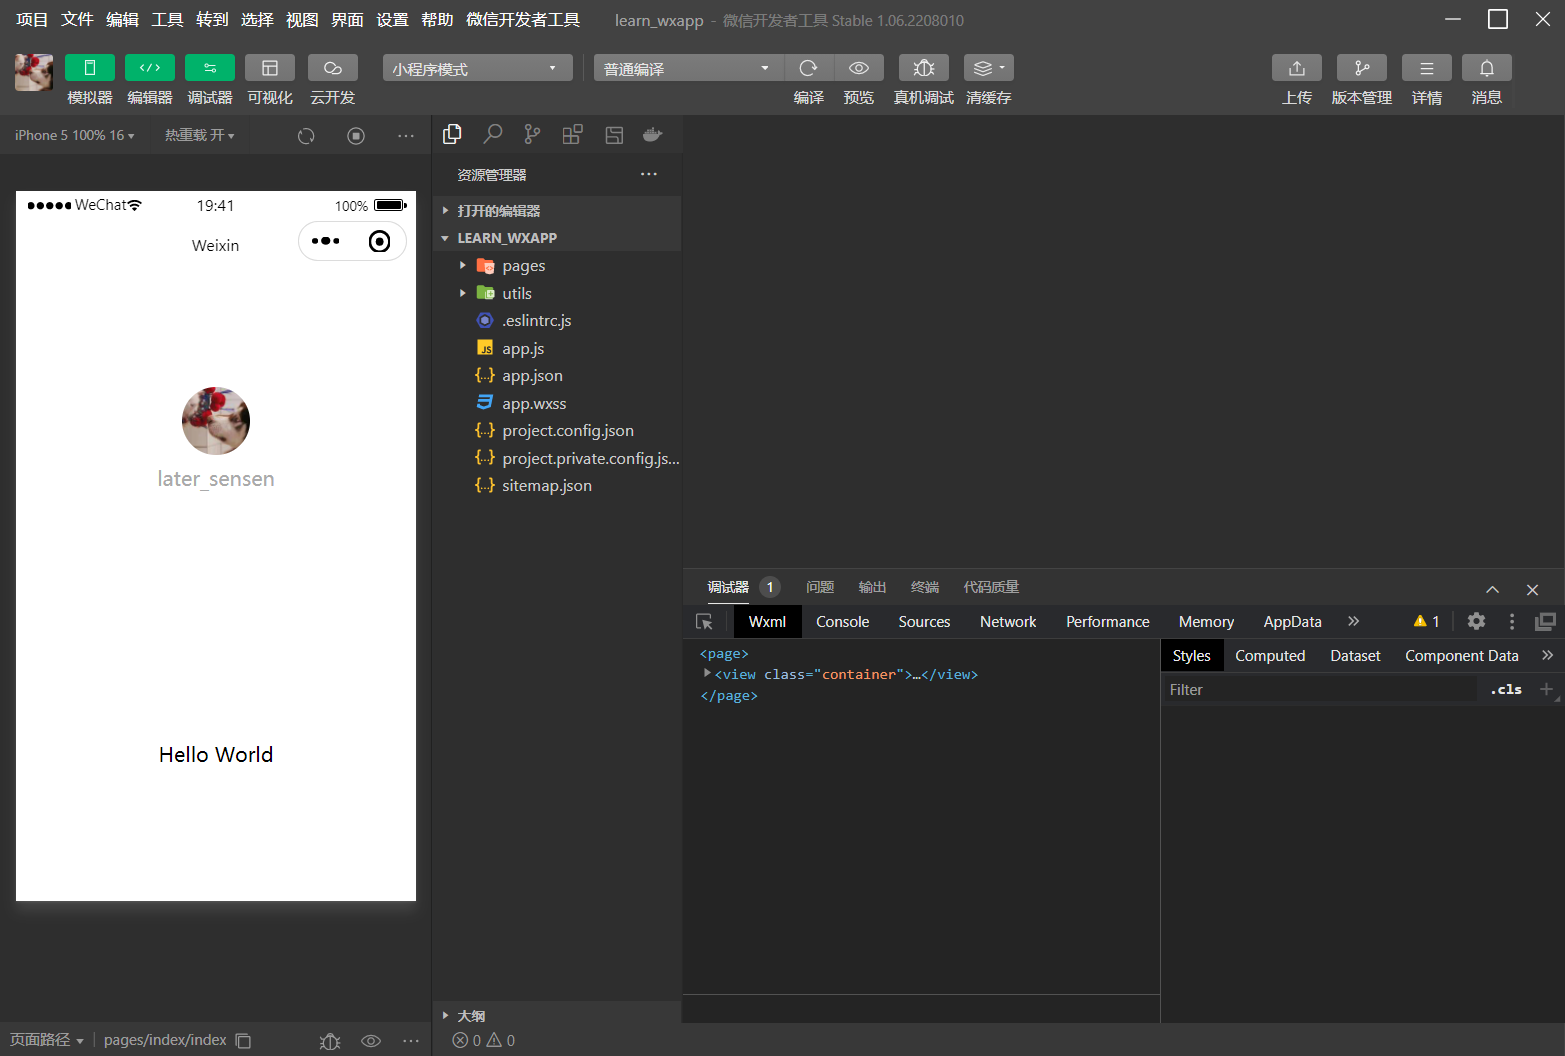 项目 文件 编辑 工具 转到 选择 视图 界面 设置 帮助 微信开发者工具 learn_wxapp - 微信开发者工具 Stable 1.06.2208010
小程序模式 普通编译
模拟器 编辑器 调试器 可视化 云开发 编译 预览 真机调试 清缓存 上传 版本管理 详情 消息
iPhone 5 100% 16 热重载 开
资源管理器
打开的编辑器
LEARN_WXAPP
pages
utils
.eslintrc.js
JS app.js
{..} app.json
app.wxss
{..} project.config.json
{..} project.private.config.js...
{..} sitemap.json
大纲
0 0
WeChat 19:41 100%
Weixin
later_sensen
Hello World
页面路径 pages/index/index
调试器 1 问题 输出 终端 代码质量
Wxml Console Sources Network Performance Memory AppData » 1
<page>
<view class="container">…</view>
</page>
Styles Computed Dataset Component Data »
Filter .cls +